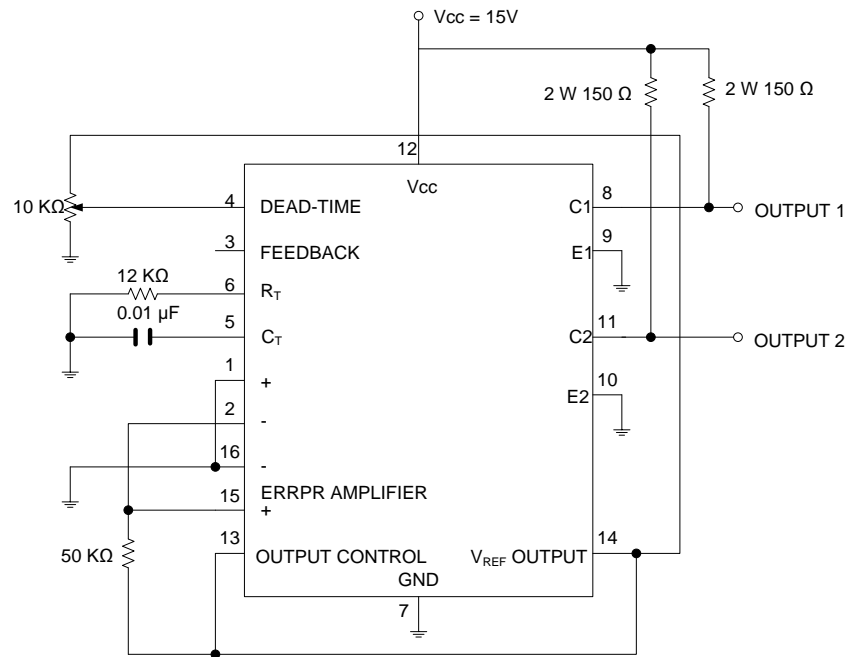 Vcc = 15V
2 W 150 Ω
2 W 150 Ω
12
Vcc
10 KΩ
4
DEAD-TIME
C1
8
OUTPUT 1
3
FEEDBACK
E1
9
12 KΩ
6
RT
0.01 µF
5
CT
C2
11
OUTPUT 2
1
+
E2
10
2
-
16
-
ERRPR AMPLIFIER
15
+
50 KΩ
13
OUTPUT CONTROL
VREF OUTPUT
14
GND
7